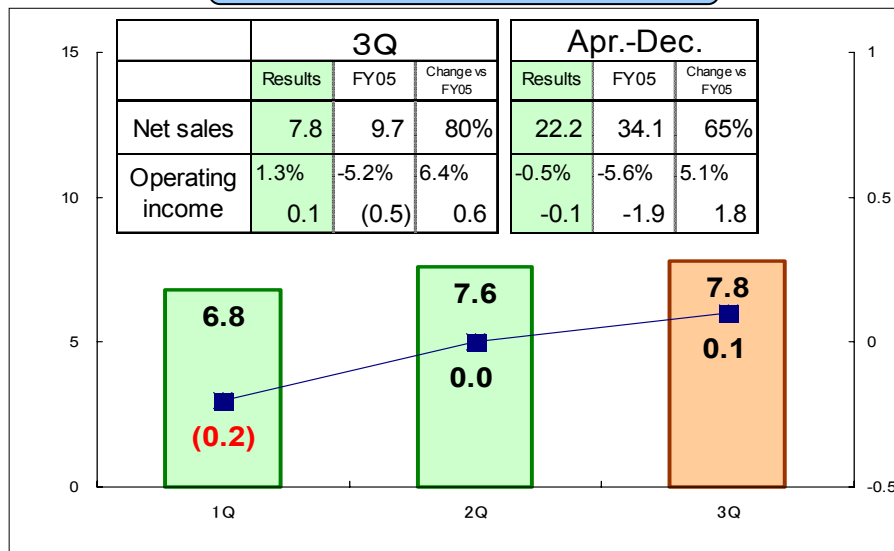 3Q Apr.-Dec.
Results FY05 Change vs FY05 Results FY05 Change vs FY05
Net sales 7.8 9.7 80% 22.2 34.1 65%
Operating income 1.3% -5.2% 6.4% -0.5% -5.6% 5.1%
0.1 (0.5) 0.6 -0.1 -1.9 1.8
15 1
10 0.5
5 0
0 -0.5
6.8 7.6 7.8
(0.2) 0.0 0.1
1Q 2Q 3Q